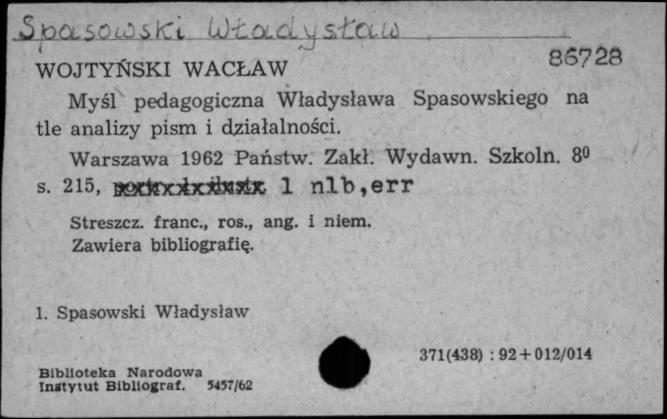 Spasowski Władysław
86728
WOJTYŃSKI WACŁAW
Myśl pedagogiczna Władysława Spasowskiego na
tle analizy pism i działalności.
Warszawa 1962 Państw. Zakł. Wydawn. Szkoln. 8⁰
s. 215, 1 nlb,err
Streszcz. franc., ros., ang. i niem.
Zawiera bibliografię.
1. Spasowski Władysław
371(438) : 92+012/014
Biblioteka Narodowa
Instytut Bibliograf. 5457/62